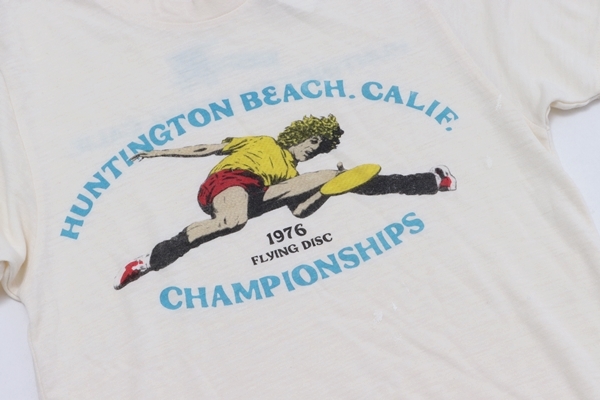 HUNTINGTON BEACH. CALIF.
1976
FLYING DISC
CHAMPIONSHIPS